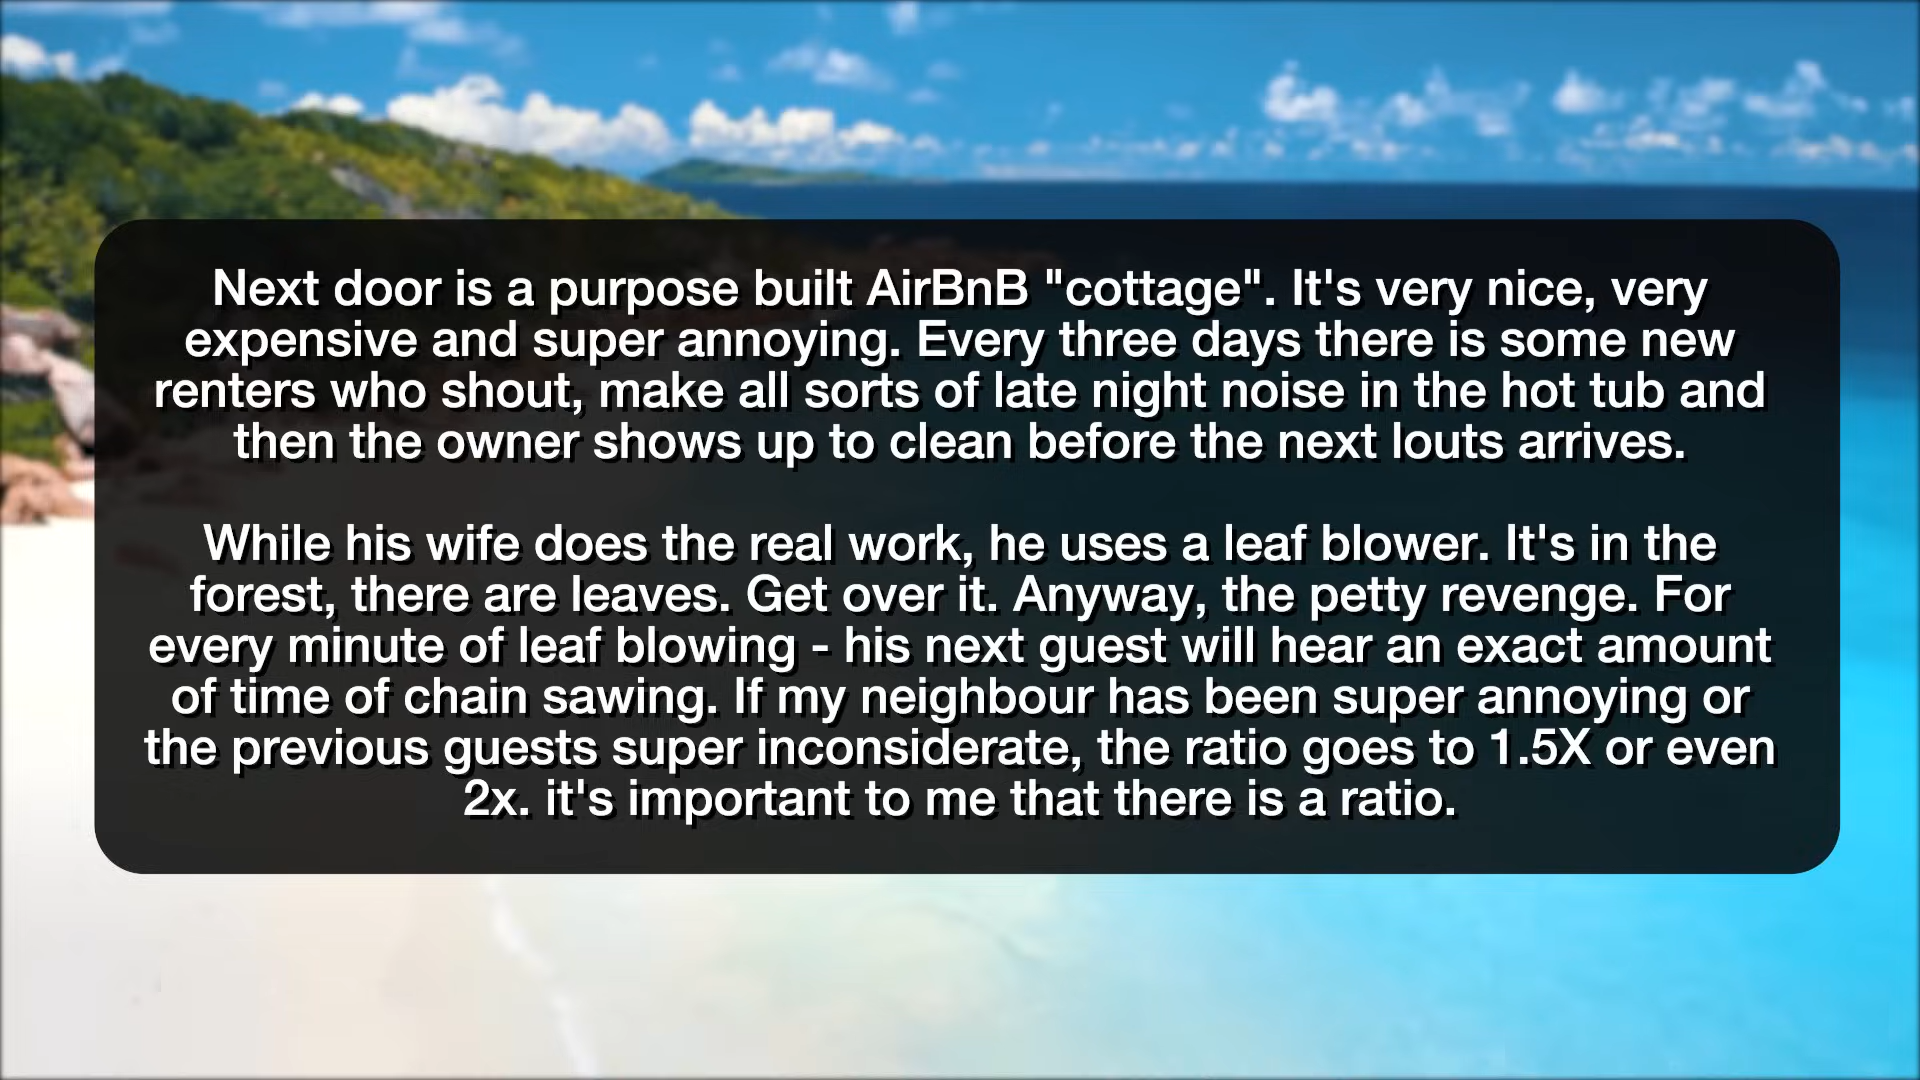 Next door is a purpose built AirBnB "cottage". It's very nice, very
expensive and super annoying. Every three days there is some new
renters who shout, make all sorts of late night noise in the hot tub and
then the owner shows up to clean before the next louts arrives.
While his wife does the real work, he uses a leaf blower. It's in the
forest, there are leaves. Get over it. Anyway, the petty revenge. For
every minute of leaf blowing - his next guest will hear an exact amount
of time of chain sawing. If my neighbour has been super annoying or
the previous guests super inconsiderate, the ratio goes to 1.5X or even
2x. it's important to me that there is a ratio.